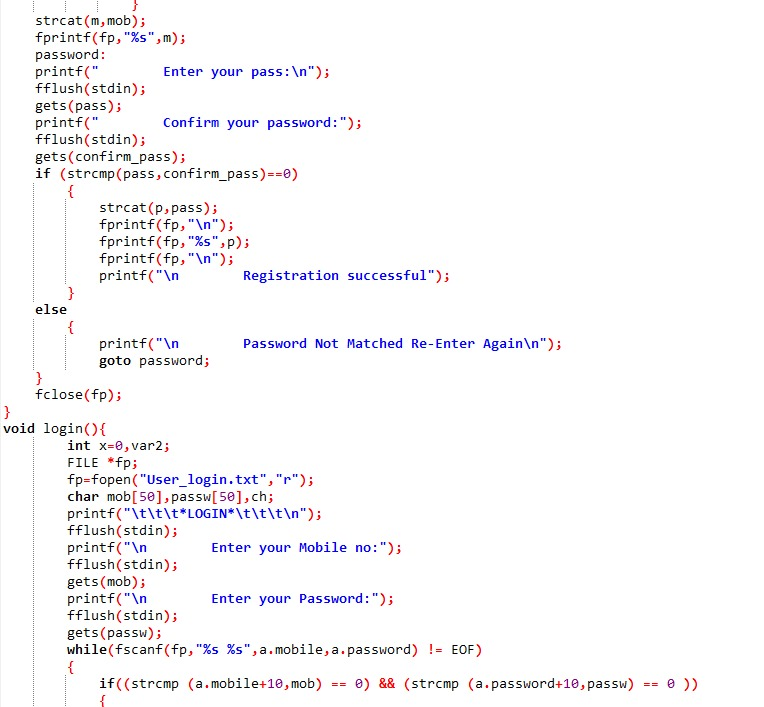 }
strcat(m,mob);
fprintf(fp,"%s",m);
password:
printf("        Enter your pass:\n");
fflush(stdin);
gets(pass);
printf("        Confirm your password:");
fflush(stdin);
gets(confirm_pass);
if (strcmp(pass,confirm_pass)==0)
{
strcat(p,pass);
fprintf(fp,"\n");
fprintf(fp,"%s",p);
fprintf(fp,"\n");
printf("\n        Registration successful");
}
else
{
printf("\n        Password Not Matched Re-Enter Again\n");
goto password;
}
fclose(fp);
}
void login(){
int x=0,var2;
FILE *fp;
fp=fopen("User_login.txt","r");
char mob[50],passw[50],ch;
printf("\t\t\t*LOGIN*\t\t\t\n");
fflush(stdin);
printf("\n        Enter your Mobile no:");
fflush(stdin);
gets(mob);
printf("\n        Enter your Password:");
fflush(stdin);
gets(passw);
while(fscanf(fp,"%s %s",a.mobile,a.password) != EOF)
{
if((strcmp (a.mobile+10,mob) == 0) && (strcmp (a.password+10,passw) == 0 ))
{